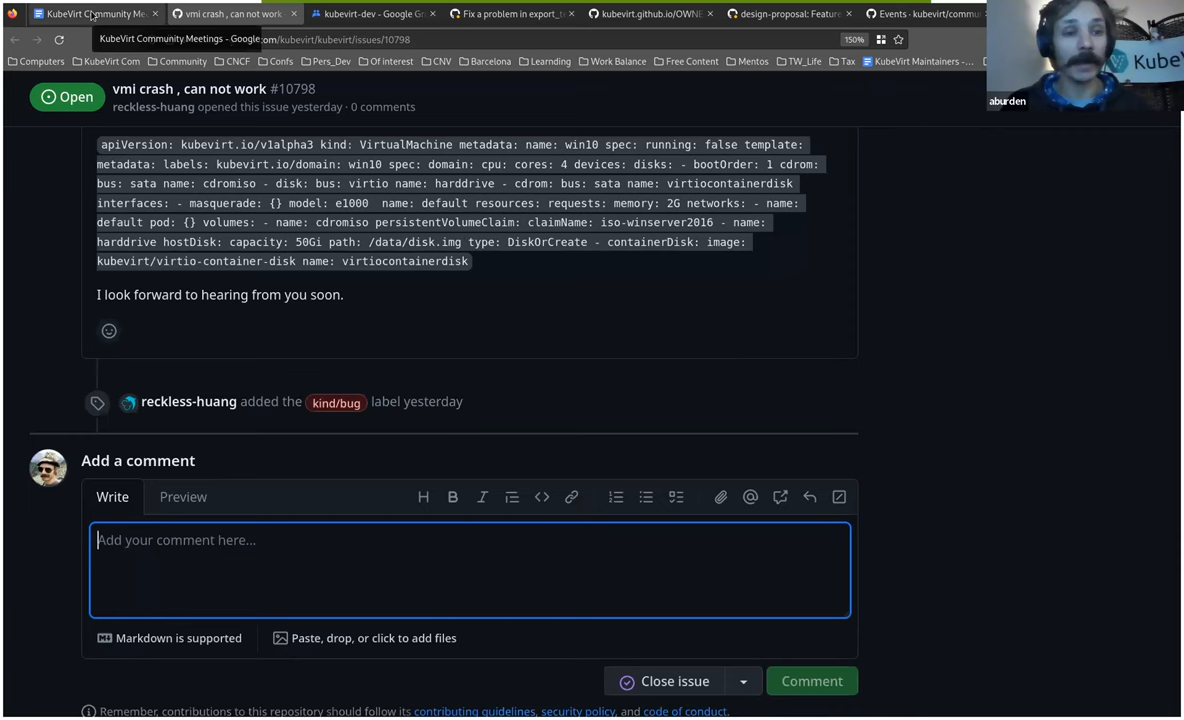 KubeVirt Community Me
vmi crash , can not work
kubevirt-dev - Google Gr
Fix a problem in export_t
kubevirt.github.io/OWNE
design-proposal: Feature
Events · kubevirt/commu
KubeVirt Community Meetings - Google
om/kubevirt/kubevirt/issues/10798
150%
Computers
KubeVirt Com
Community
CNCF
Confs
Pers_Dev
Of interest
CNV
Barcelona
Learnding
Work Balance
Free Content
Mentos
TW_Life
Tax
KubeVirt Maintainers -…
KubeV
aburden
Open
vmi crash , can not work #10798
reckless-huang opened this issue yesterday · 0 comments
apiVersion: kubevirt.io/v1alpha3 kind: VirtualMachine metadata: name: win10 spec: running: false template:
metadata: labels: kubevirt.io/domain: win10 spec: domain: cpu: cores: 4 devices: disks: - bootOrder: 1 cdrom:
bus: sata name: cdromiso - disk: bus: virtio name: harddrive - cdrom: bus: sata name: virtiocontainerdisk
interfaces: - masquerade: {} model: e1000 name: default resources: requests: memory: 2G networks: - name:
default pod: {} volumes: - name: cdromiso persistentVolumeClaim: claimName: iso-winserver2016 - name:
harddrive hostDisk: capacity: 50Gi path: /data/disk.img type: DiskOrCreate - containerDisk: image:
kubevirt/virtio-container-disk name: virtiocontainerdisk
I look forward to hearing from you soon.
reckless-huang added the kind/bug label yesterday
Add a comment
Write
Preview
Add your comment here...
Markdown is supported
Paste, drop, or click to add files
Close issue
Comment
Remember, contributions to this repository should follow its contributing guidelines, security policy, and code of conduct.